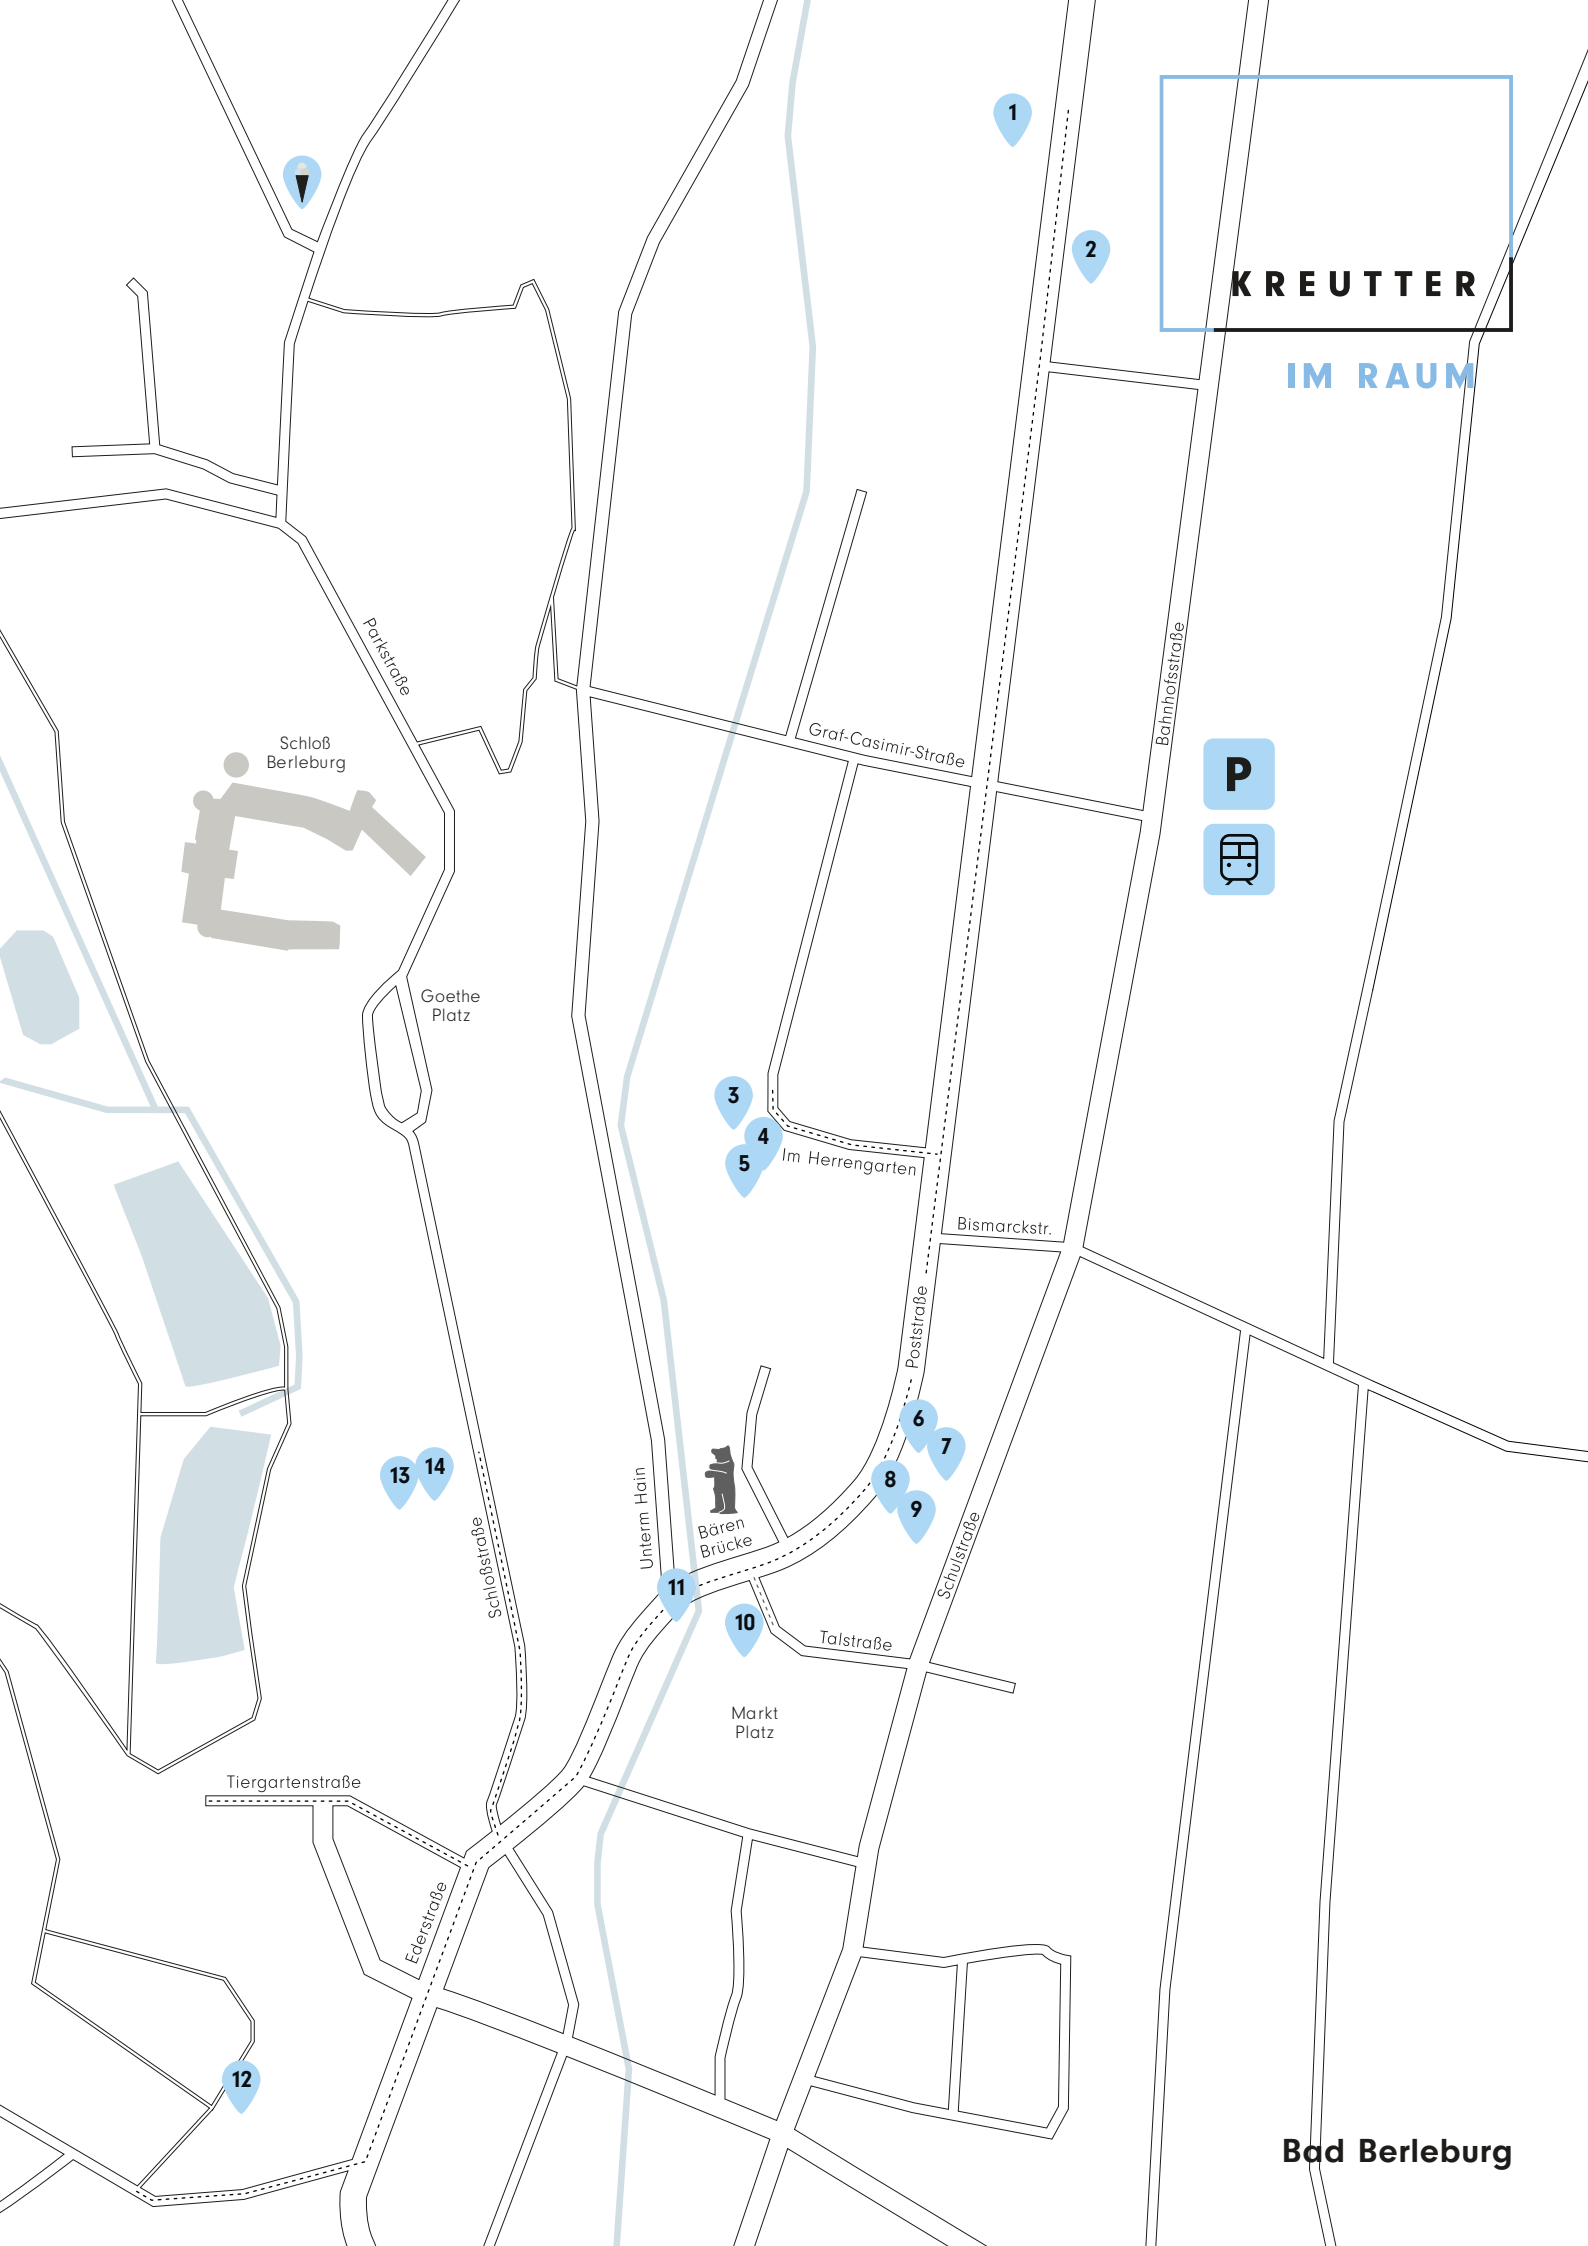 1
2
KREUTTER
IM RAUM
Parkstraße
Bahnhofsstraße
Graf-Casimir-Straße
Schloß
Berleburg
P
Goethe
Platz
3
4
5
Im Herrengarten
Bismarckstr.
Poststraße
6
7
8
9
13
14
Schloßstraße
Unterm Hain
Bären
Brücke
Schulstraße
11
10
Talstraße
Markt
Platz
Tiergartenstraße
Ederstraße
12
Bad Berleburg